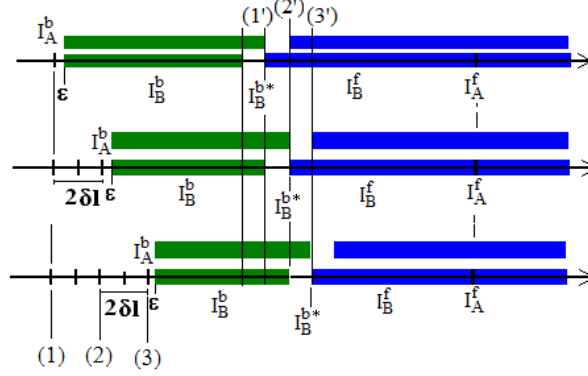 (1') (2') (3')
I_A^b
ε I_B^b I_B^b* I_B^f I_A^f
I_A^b
2δl ε I_B^b I_B^b* I_B^f I_A^f
I_A^b
2δl ε I_B^b I_B^b* I_B^f I_A^f
(1) (2) (3)